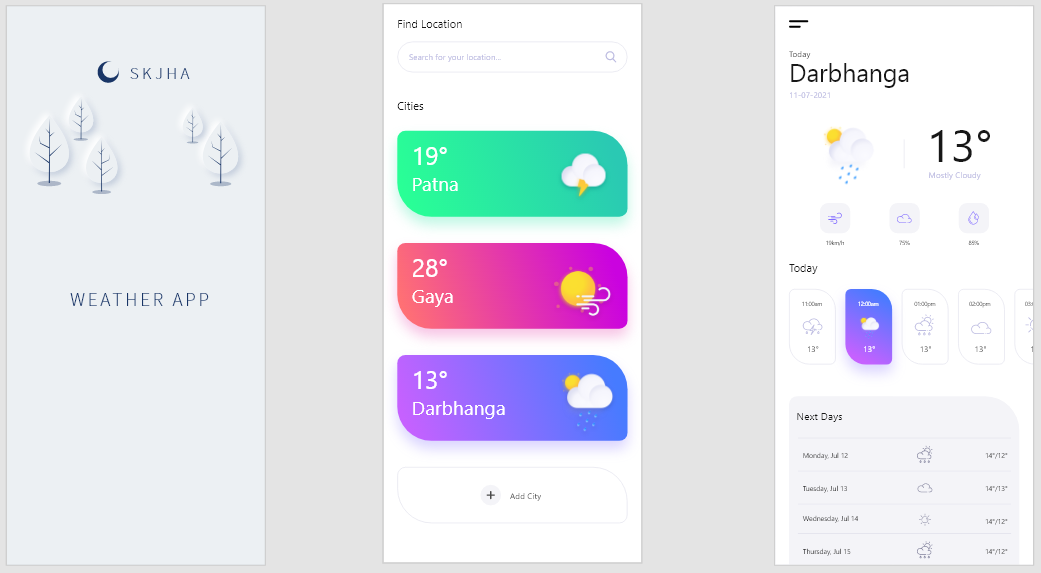 SKJHA
WEATHER APP
Find Location
Search for your location...
Cities
19°
Patna
28°
Gaya
13°
Darbhanga
Add City
Today
Darbhanga
11-07-2021
13°
Mostly Cloudy
19km/h 75% 89%
Today
11:00am 12:00am 01:00pm 02:00pm
13° 13° 13° 13°
Next Days
Monday, Jul 12 14°/12°
Tuesday, Jul 13 14°/13°
Wednesday, Jul 14 14°/12°
Thursday, Jul 15 14°/12°